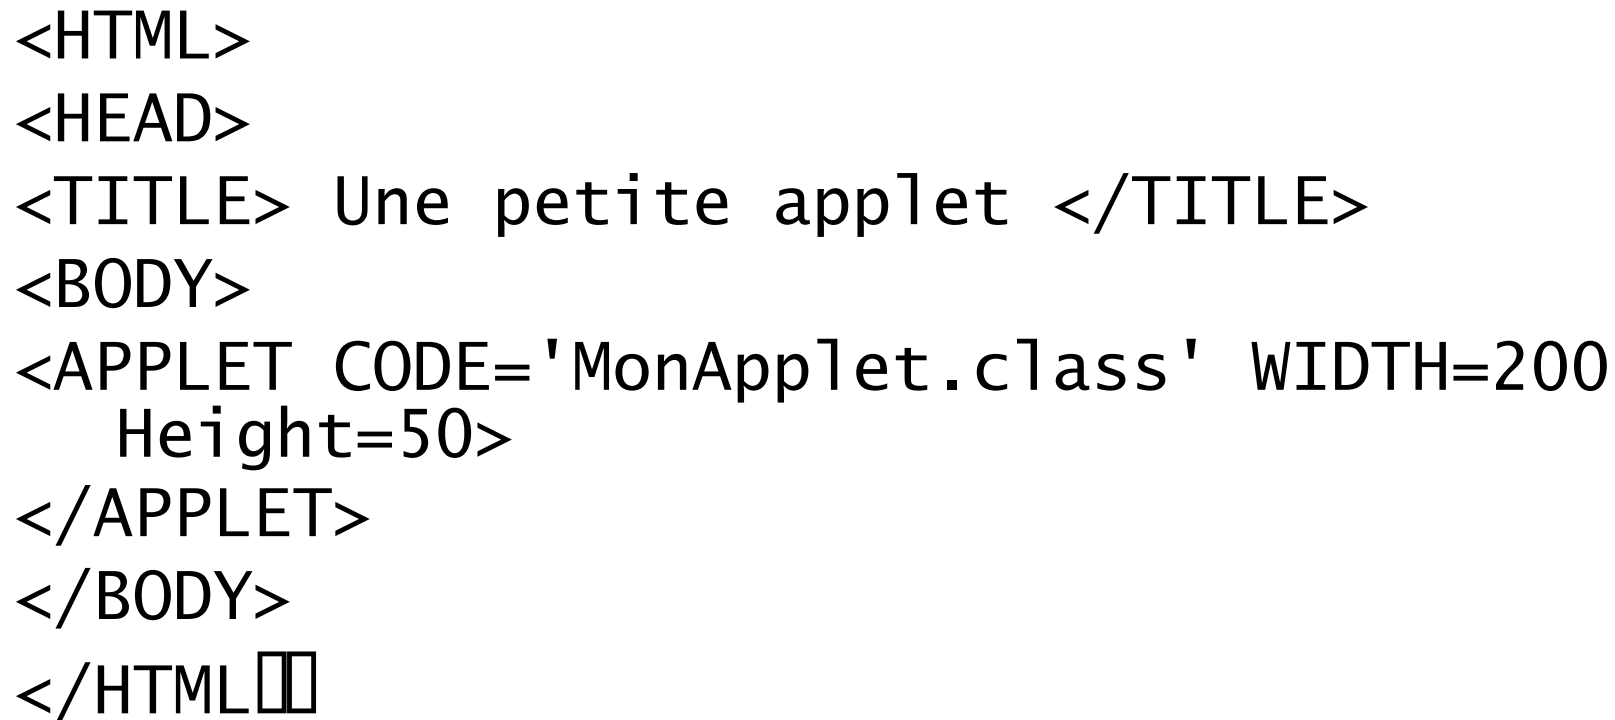 <HTML>
<HEAD>
<TITLE> Une petite applet </TITLE>
<BODY>
<APPLET CODE='MonApplet.class' WIDTH=200
Height=50>
</APPLET>
</BODY>
</HTML▯▯